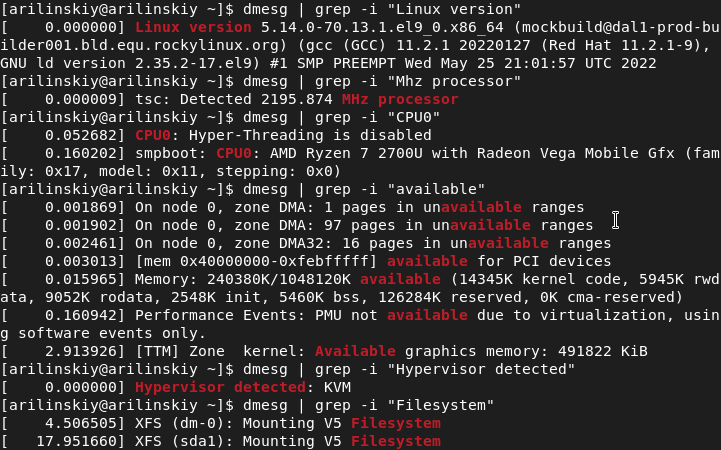 [arilinskiy@arilinskiy ~]$ dmesg | grep -i "Linux version"
[    0.000000] Linux version 5.14.0-70.13.1.el9_0.x86_64 (mockbuild@dal1-prod-bu
ilder001.bld.equ.rockylinux.org) (gcc (GCC) 11.2.1 20220127 (Red Hat 11.2.1-9),
GNU ld version 2.35.2-17.el9) #1 SMP PREEMPT Wed May 25 21:01:57 UTC 2022
[arilinskiy@arilinskiy ~]$ dmesg | grep -i "Mhz processor"
[    0.000009] tsc: Detected 2195.874 MHz processor
[arilinskiy@arilinskiy ~]$ dmesg | grep -i "CPU0"
[    0.052682] CPU0: Hyper-Threading is disabled
[    0.160202] smpboot: CPU0: AMD Ryzen 7 2700U with Radeon Vega Mobile Gfx (fam
ily: 0x17, model: 0x11, stepping: 0x0)
[arilinskiy@arilinskiy ~]$ dmesg | grep -i "available"
[    0.001869] On node 0, zone DMA: 1 pages in unavailable ranges
[    0.001902] On node 0, zone DMA: 97 pages in unavailable ranges
[    0.002461] On node 0, zone DMA32: 16 pages in unavailable ranges
[    0.003013] [mem 0x40000000-0xfebfffff] available for PCI devices
[    0.015965] Memory: 240380K/1048120K available (14345K kernel code, 5945K rwd
ata, 9052K rodata, 2548K init, 5460K bss, 126284K reserved, 0K cma-reserved)
[    0.160942] Performance Events: PMU not available due to virtualization, usin
g software events only.
[    2.913926] [TTM] Zone  kernel: Available graphics memory: 491822 KiB
[arilinskiy@arilinskiy ~]$ dmesg | grep -i "Hypervisor detected"
[    0.000000] Hypervisor detected: KVM
[arilinskiy@arilinskiy ~]$ dmesg | grep -i "Filesystem"
[    4.506505] XFS (dm-0): Mounting V5 Filesystem
[   17.951660] XFS (sda1): Mounting V5 Filesystem